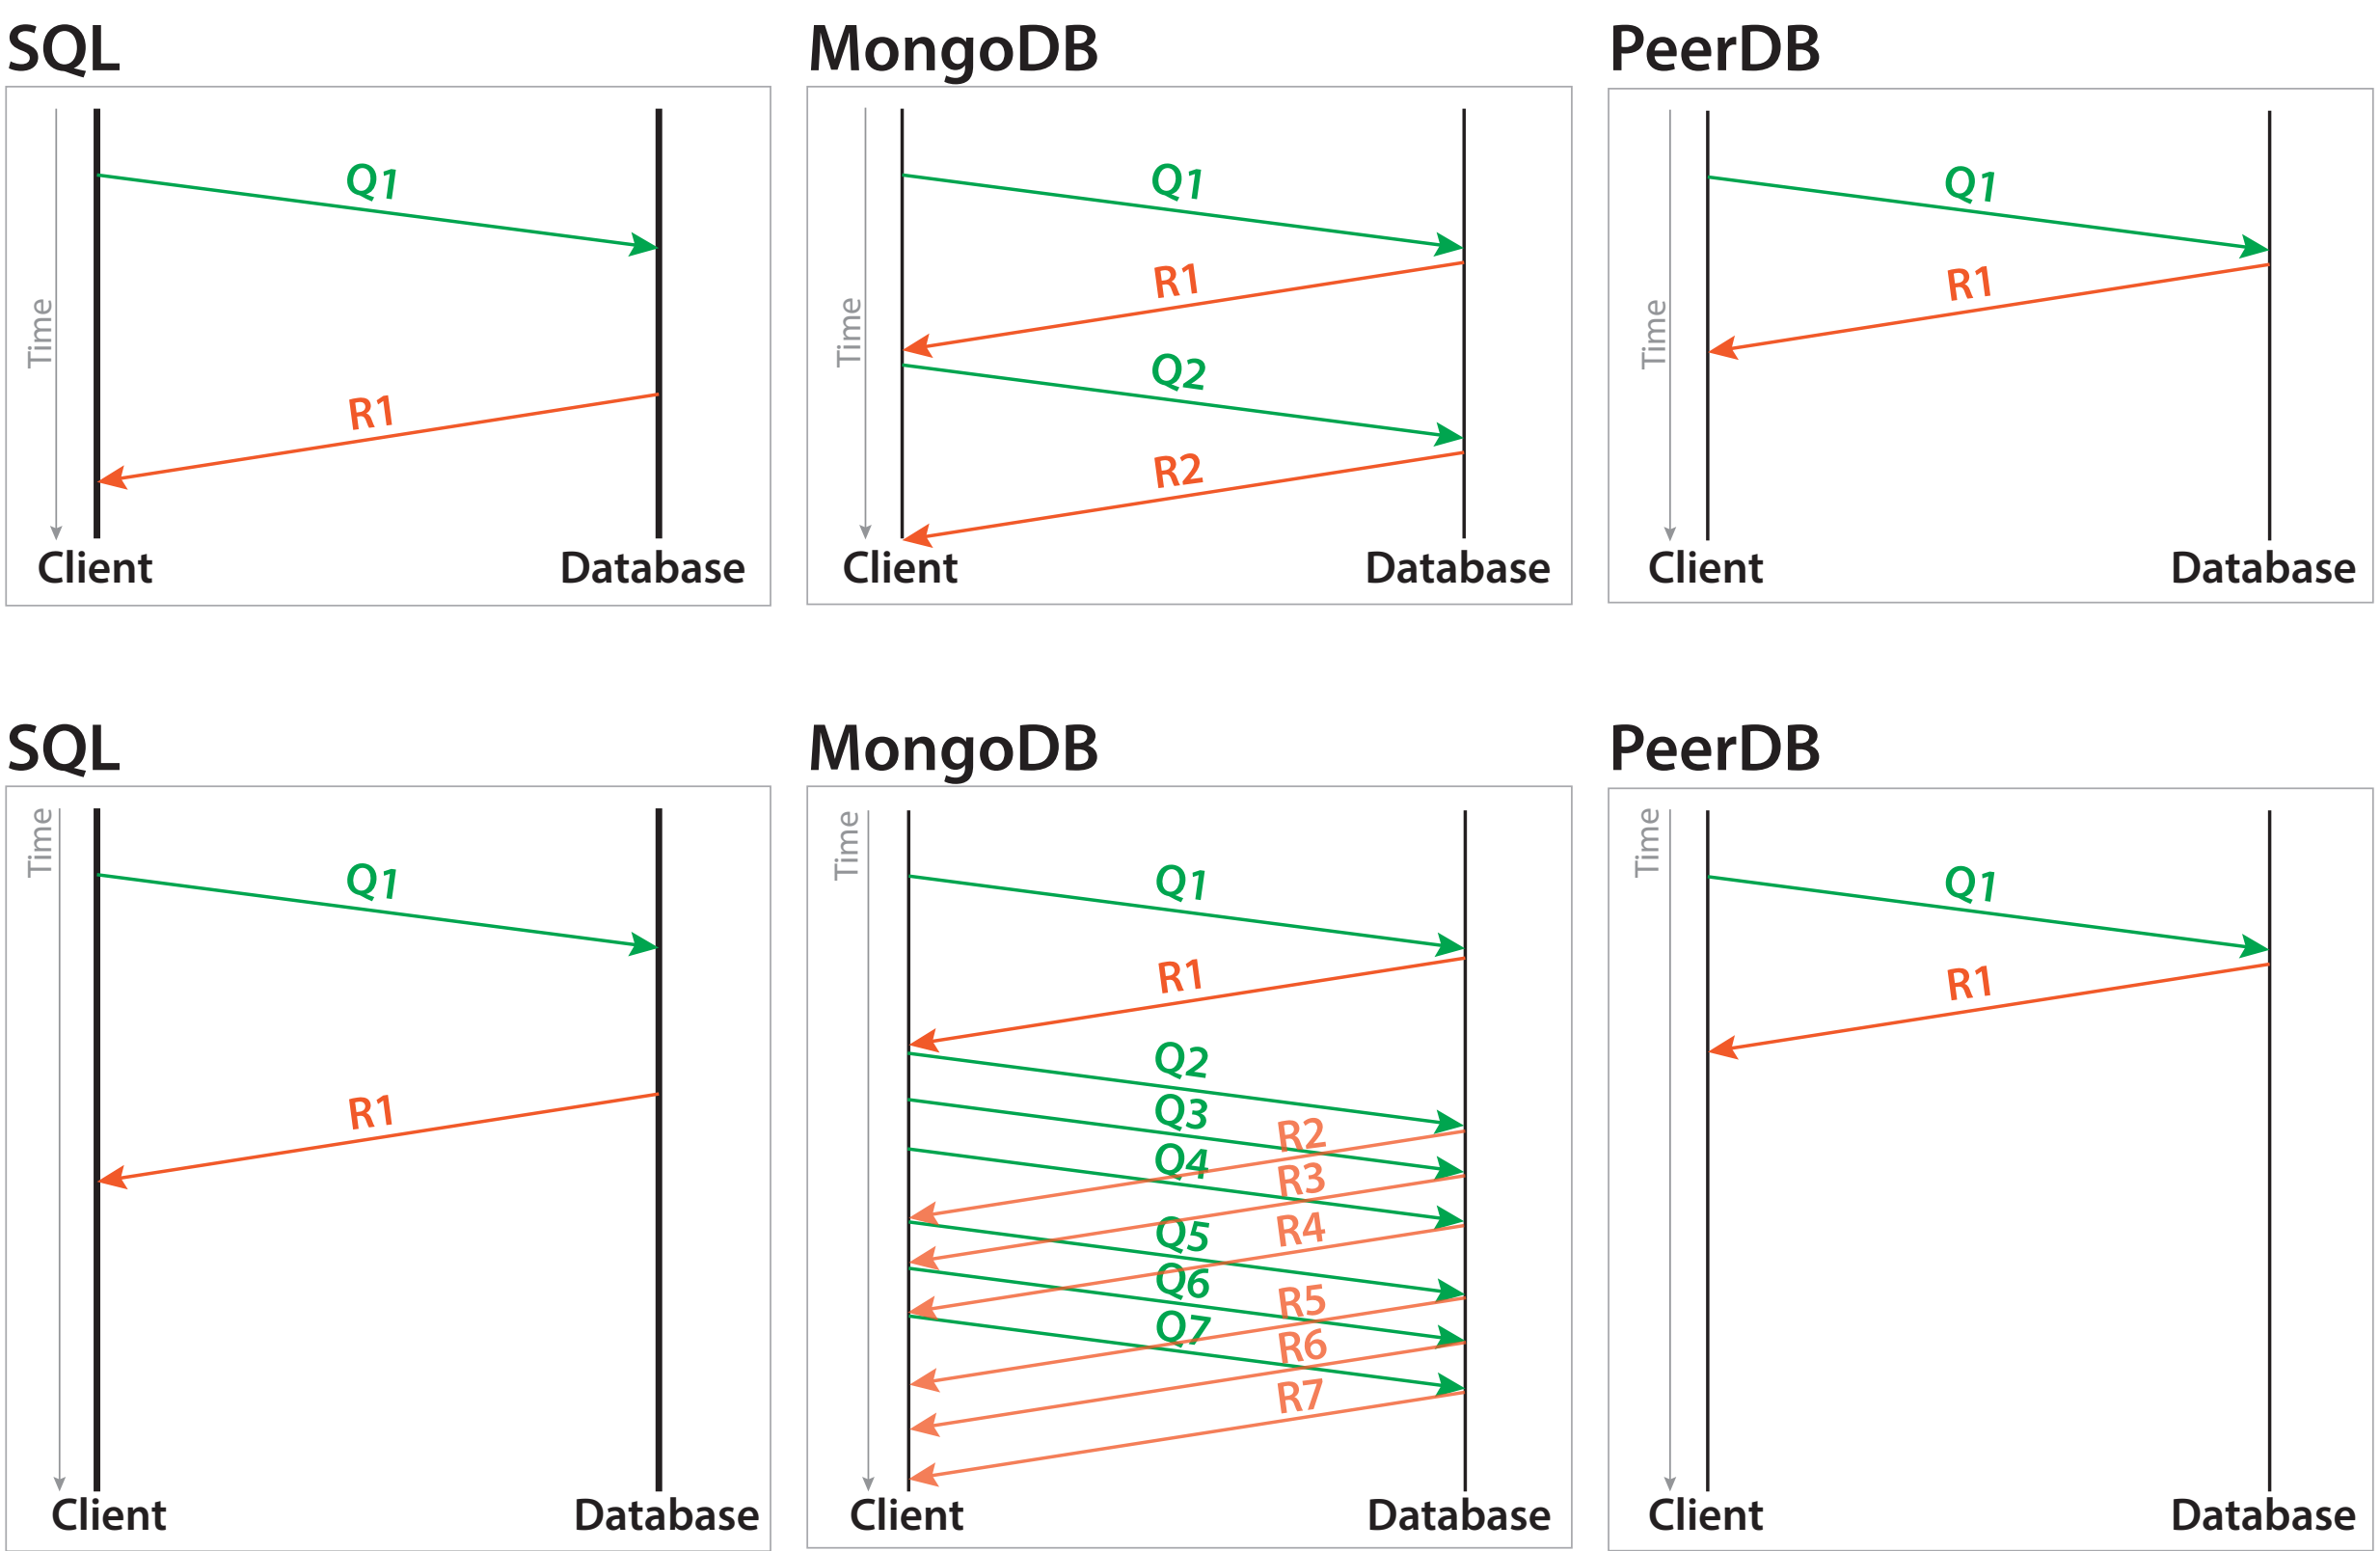 SQL
MongoDB
PeerDB
Time
Q1
R1
Client
Database
Time
Q1
R1
Q2
R2
Client
Database
Time
Q1
R1
Client
Database
SQL
MongoDB
PeerDB
Time
Q1
R1
Client
Database
Time
Q1
R1
Q2
Q3
R2
Q4
R3
Q5
R4
Q6
R5
Q7
R6
R7
Client
Database
Time
Q1
R1
Client
Database